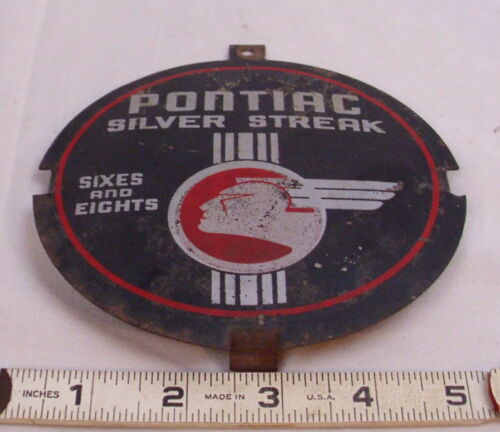 PONTIAC
SILVER STREAK
SIXES
AND
EIGHTS
INCHES 1 2 MADE IN 3 U.S.A. 4 5